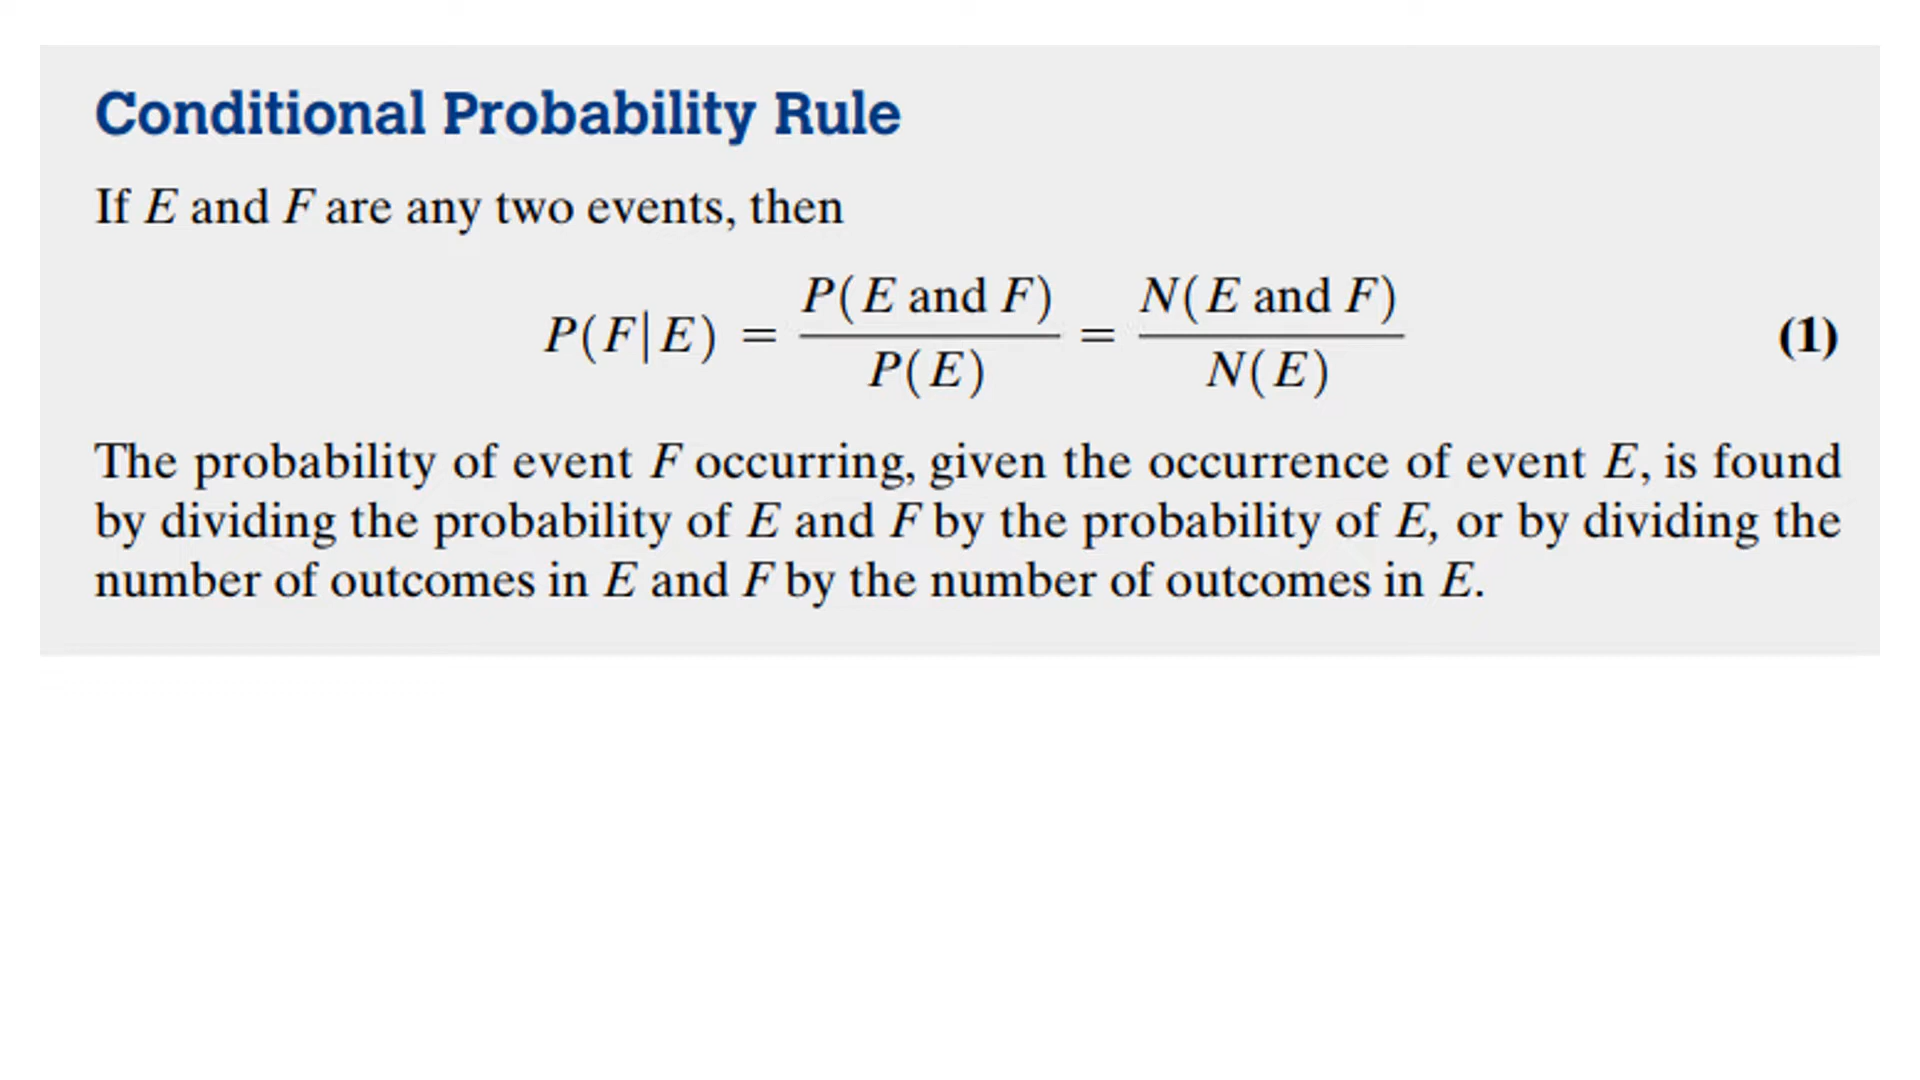 Conditional Probability Rule
If E and F are any two events, then
P(F|E) = P(E and F) / P(E) = N(E and F) / N(E) (1)
The probability of event F occurring, given the occurrence of event E, is found
by dividing the probability of E and F by the probability of E, or by dividing the
number of outcomes in E and F by the number of outcomes in E.